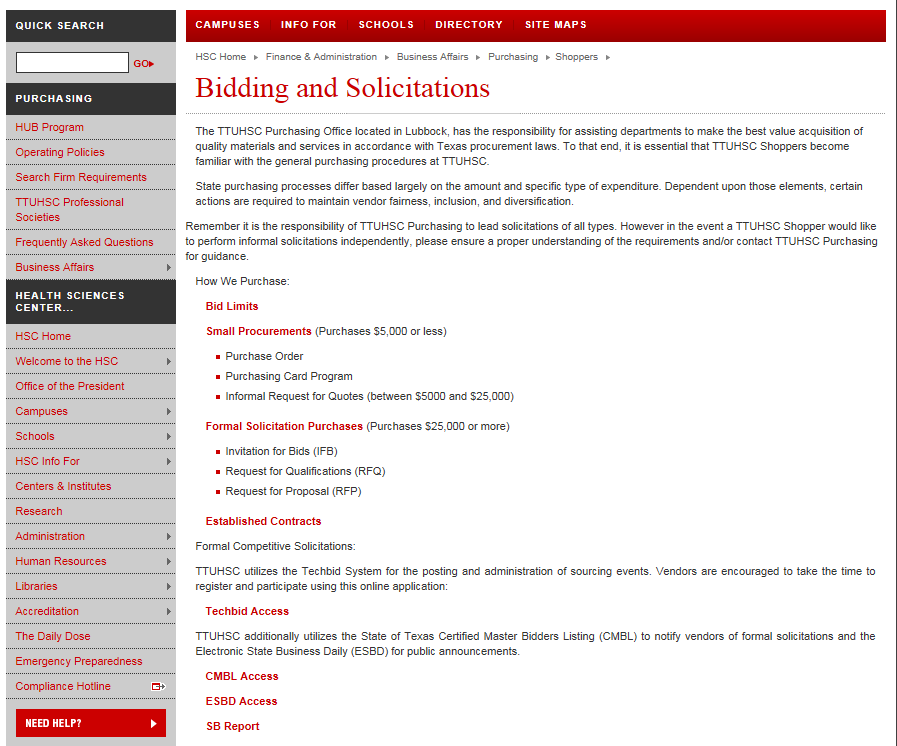 QUICK SEARCH
GO
PURCHASING
HUB Program
Operating Policies
Search Firm Requirements
TTUHSC Professional
Societies
Frequently Asked Questions
Business Affairs
HEALTH SCIENCES
CENTER...
HSC Home
Welcome to the HSC
Office of the President
Campuses
Schools
HSC Info For
Centers & Institutes
Research
Administration
Human Resources
Libraries
Accreditation
The Daily Dose
Emergency Preparedness
Compliance Hotline
NEED HELP?
CAMPUSES INFO FOR SCHOOLS DIRECTORY SITE MAPS
HSC Home Finance & Administration Business Affairs Purchasing Shoppers
Bidding and Solicitations
The TTUHSC Purchasing Office located in Lubbock, has the responsibility for assisting departments to make the best value acquisition of
quality materials and services in accordance with Texas procurement laws. To that end, it is essential that TTUHSC Shoppers become
familiar with the general purchasing procedures at TTUHSC.
State purchasing processes differ based largely on the amount and specific type of expenditure. Dependent upon those elements, certain
actions are required to maintain vendor fairness, inclusion, and diversification.
Remember it is the responsibility of TTUHSC Purchasing to lead solicitations of all types. However in the event a TTUHSC Shopper would like
to perform informal solicitations independently, please ensure a proper understanding of the requirements and/or contact TTUHSC Purchasing
for guidance.
How We Purchase:
Bid Limits
Small Procurements (Purchases $5,000 or less)
Purchase Order
Purchasing Card Program
Informal Request for Quotes (between $5000 and $25,000)
Formal Solicitation Purchases (Purchases $25,000 or more)
Invitation for Bids (IFB)
Request for Qualifications (RFQ)
Request for Proposal (RFP)
Established Contracts
Formal Competitive Solicitations:
TTUHSC utilizes the Techbid System for the posting and administration of sourcing events. Vendors are encouraged to take the time to
register and participate using this online application:
Techbid Access
TTUHSC additionally utilizes the State of Texas Certified Master Bidders Listing (CMBL) to notify vendors of formal solicitations and the
Electronic State Business Daily (ESBD) for public announcements.
CMBL Access
ESBD Access
SB Report